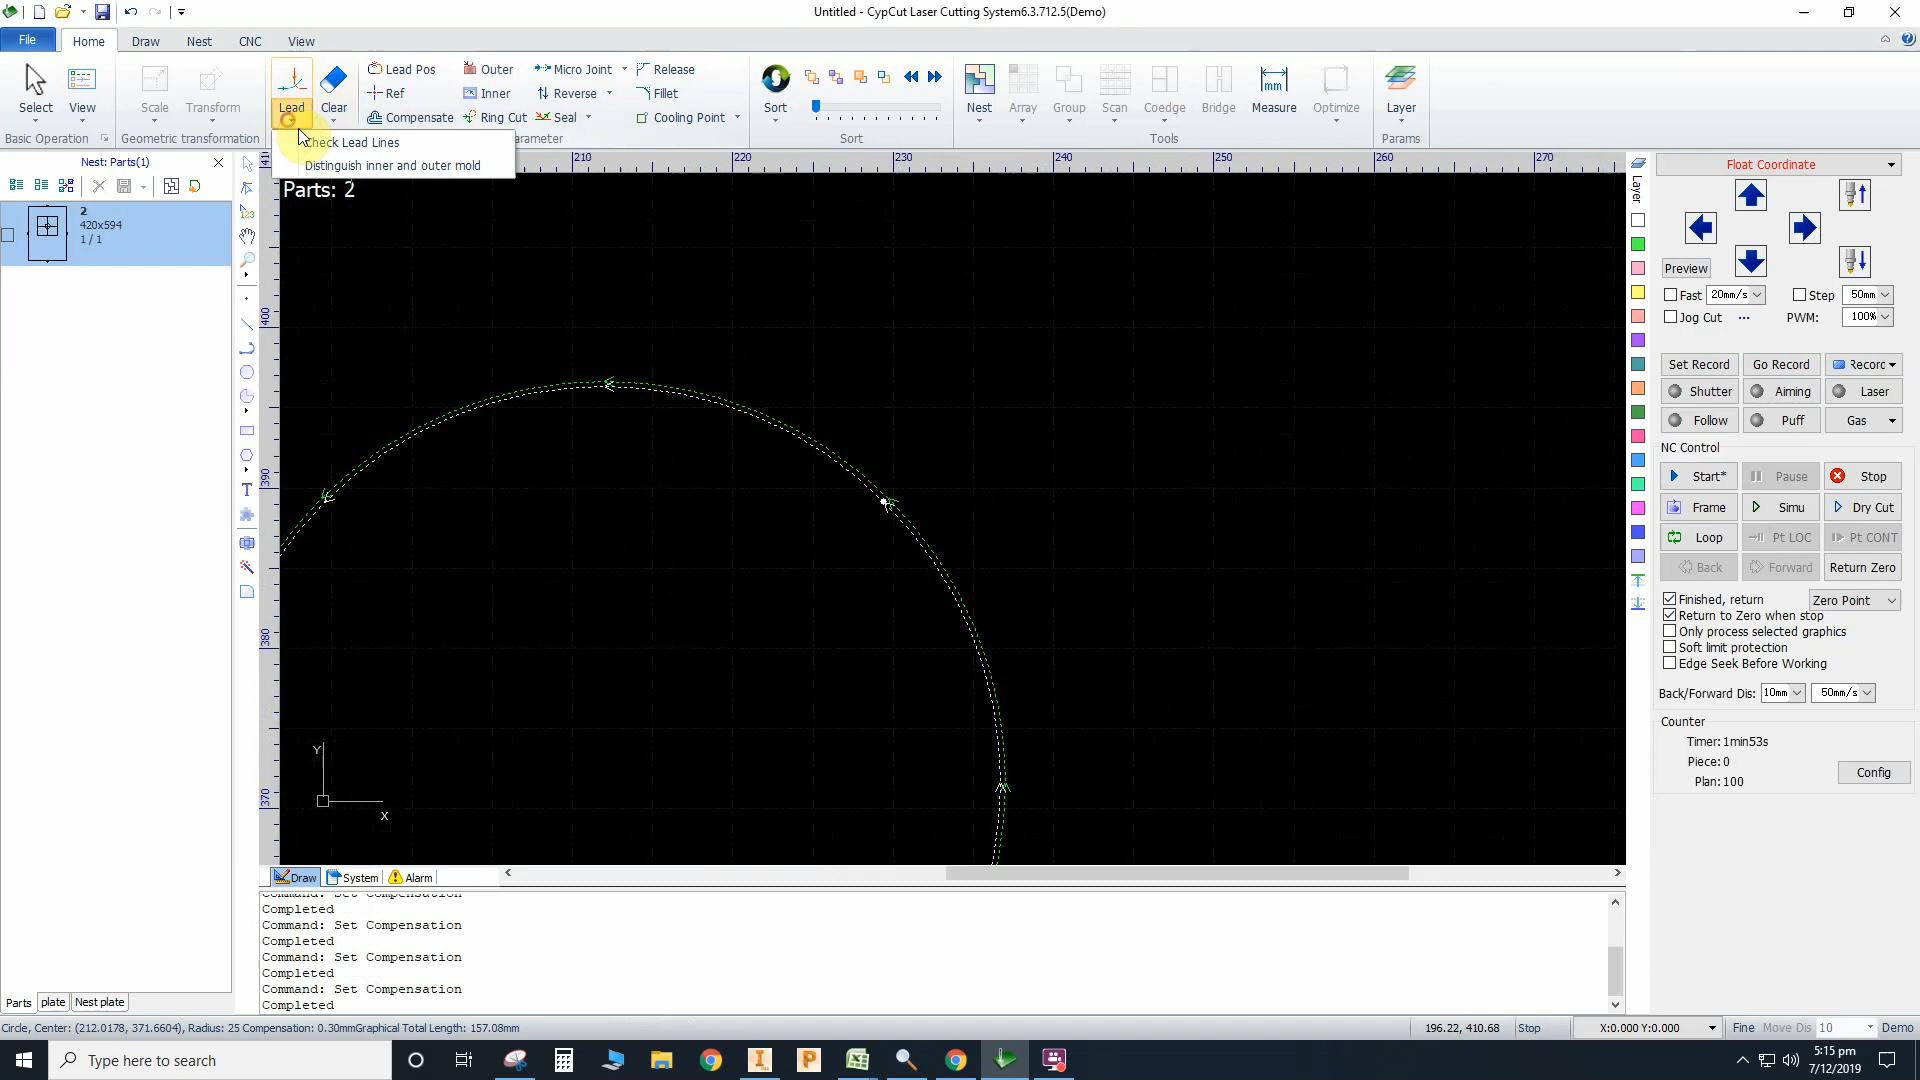 Untitled - CypCut Laser Cutting System6.3.712.5(Demo)
File Home Draw Nest CNC View
Select View Scale Transform Lead Clear
Lead Pos Outer Micro Joint Release
Ref Inner Reverse Fillet
Compensate Ring Cut Seal Cooling Point
Sort Nest Array Group Scan Coedge Bridge Measure Optimize Layer
mm
Basic Operation Geometric transformation Sort Tools Params
heck Lead Lines
Distinguish inner and outer mold
Nest: Parts(1)
2
420x594
1 / 1
123
T
Parts plate Nest plate
210 220 230 240 250 260 270
400
390
380
370
Parts: 2
Y
X
Layer
Draw System Alarm
Command: Set Compensation
Completed
Command: Set Compensation
Completed
Command: Set Compensation
Completed
Command: Set Compensation
Completed
Float Coordinate
Preview
Fast 20mm/s Step 50mm
Jog Cut PWM: 100%
Set Record Go Record Recorc
Shutter Aiming Laser
Follow Puff Gas
NC Control
Start* Pause Stop
Frame Simu Dry Cut
Loop Pt LOC Pt CONT
Back Forward Return Zero
Finished, return Zero Point
Return to Zero when stop
Only process selected graphics
Soft limit protection
Edge Seek Before Working
Back/Forward Dis: 10mm 50mm/s
Counter
Timer: 1min53s
Piece: 0
Plan: 100
Config
Circle, Center: (212.0178, 371.6604), Radius: 25 Compensation: 0.30mmGraphical Total Length: 157.08mm
196.22, 410.68 Stop X:0.000 Y:0.000 Fine Move Dis 10 Demo
Type here to search
5:15 pm
7/12/2019